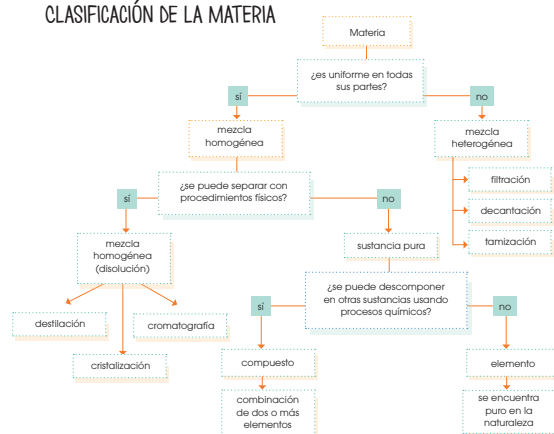 CLASIFICACIÓN DE LA MATERIA
Materia
¿es uniforme en todas
sus partes?
sí
no
mezcla
homogénea
mezcla
heterogénea
filtración
decantación
tamización
¿se puede separar con
procedimientos físicos?
sí
no
mezcla
homogénea
(disolución)
sustancia pura
destilación
cromatografía
cristalización
¿se puede descomponer
en otras sustancias usando
procesos químicos?
sí
no
compuesto
elemento
combinación
de dos o más
elementos
se encuentra
puro en la
naturaleza